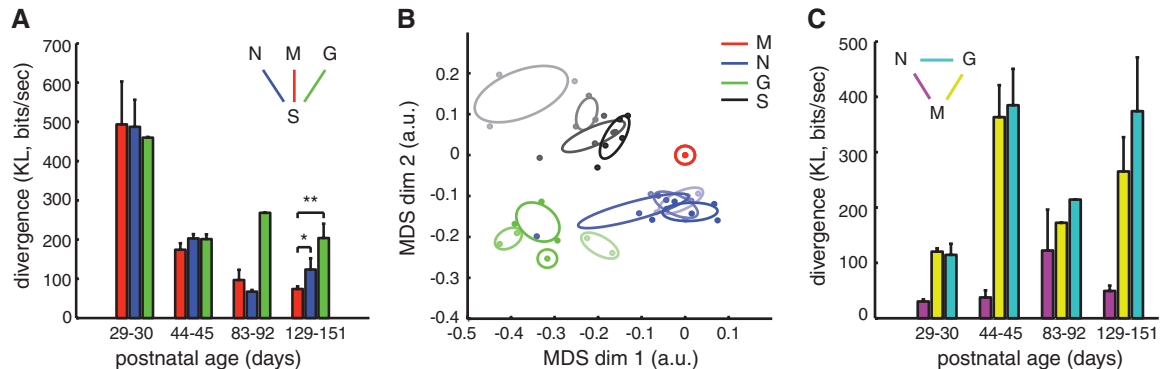 A
divergence (KL, bits/sec)
700
600
500
400
300
200
100
0
N M G
S
**
*
29-30 44-45 83-92 129-151
postnatal age (days)
B
MDS dim 2 (a.u.)
0.2
0.1
0
-0.1
-0.2
-0.3
M
N
G
S
-0.5 -0.4 -0.3 -0.2 -0.1 0 0.1
MDS dim 1 (a.u.)
C
divergence (KL, bits/sec)
500
400
300
200
100
0
N G
M
29-30 44-45 83-92 129-151
postnatal age (days)